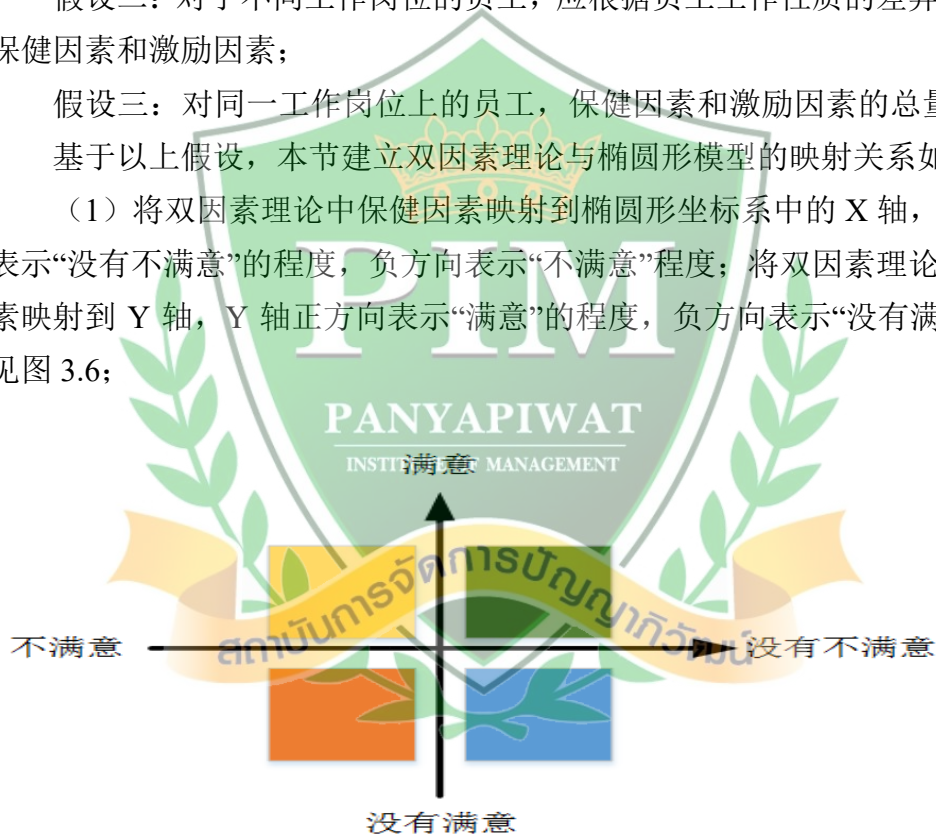 假设二：对于不同工作岗位的员工，应根据员工工作性质的差异
保健因素和激励因素；
假设三：对同一工作岗位上的员工，保健因素和激励因素的总量
基于以上假设，本节建立双因素理论与椭圆形模型的映射关系如
（1）将双因素理论中保健因素映射到椭圆形坐标系中的 X 轴，
表示“没有不满意”的程度，负方向表示“不满意”程度；将双因素理论
素映射到 Y 轴，Y 轴正方向表示“满意”的程度，负方向表示“没有满
见图 3.6；
PIM
PANYAPIWAT
INSTITUTE OF MANAGEMENT
满意
สถาบันการจัดการปัญญาภิวัฒน์
不满意
没有不满意
没有满意